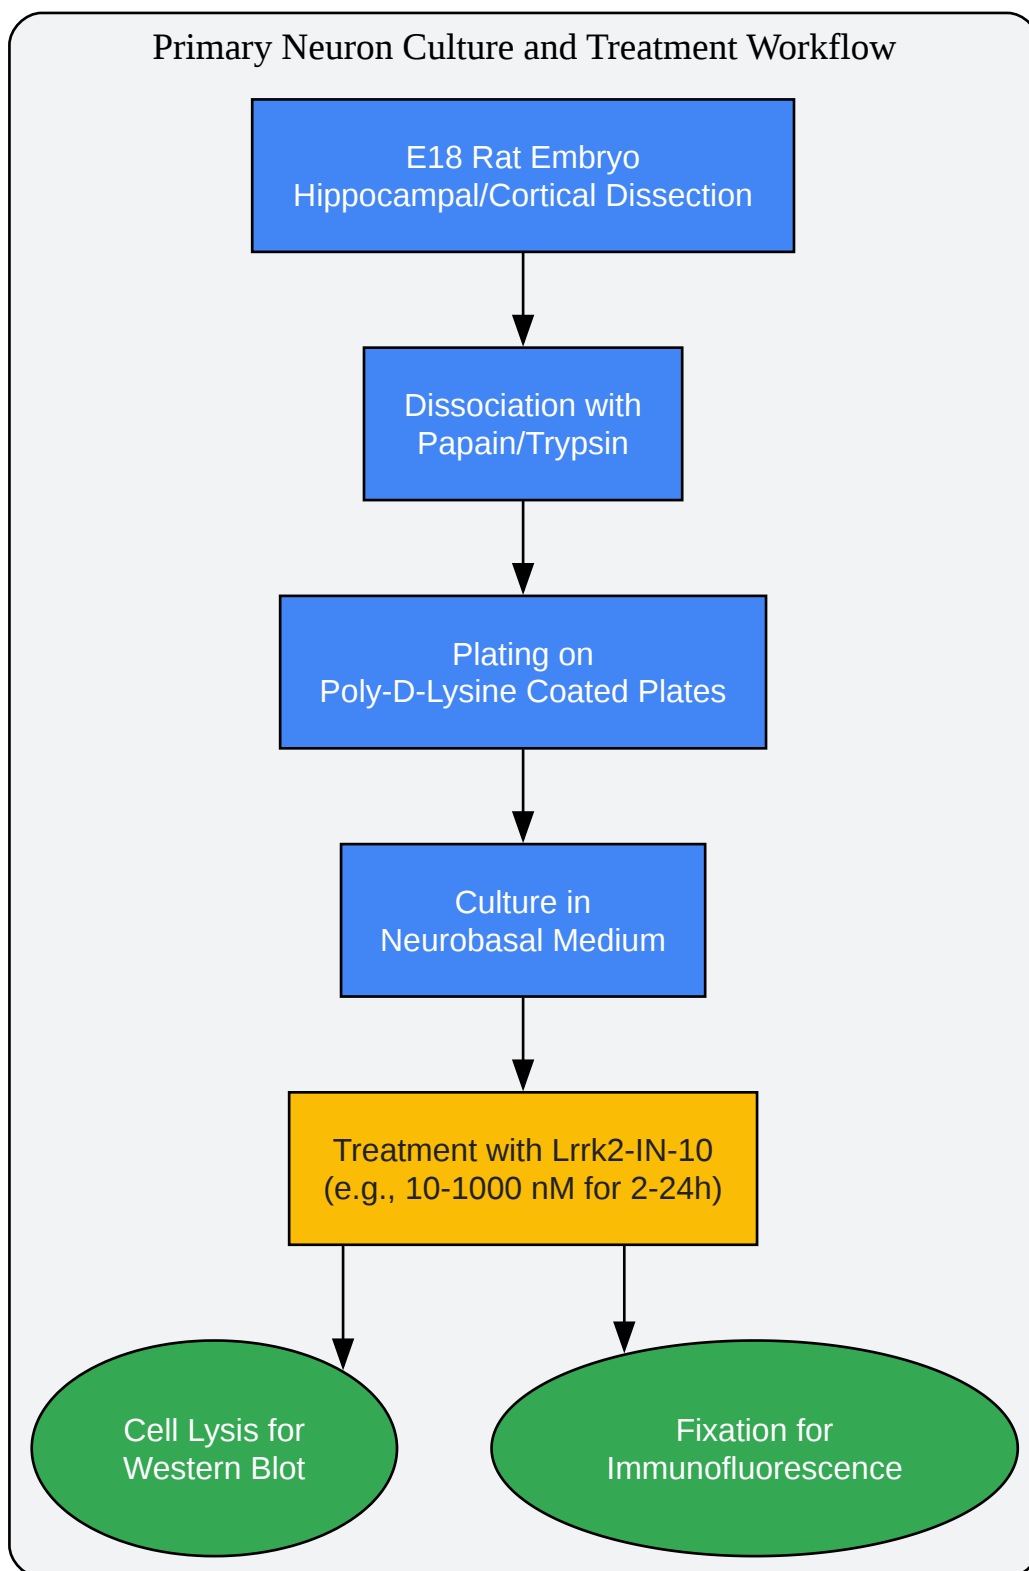 Primary Neuron Culture and Treatment Workflow
E18 Rat Embryo
Hippocampal/Cortical Dissection
Dissociation with
Papain/Trypsin
Plating on
Poly-D-Lysine Coated Plates
Culture in
Neurobasal Medium
Treatment with Lrrk2-IN-10
(e.g., 10-1000 nM for 2-24h)
Cell Lysis for
Western Blot
Fixation for
Immunofluorescence